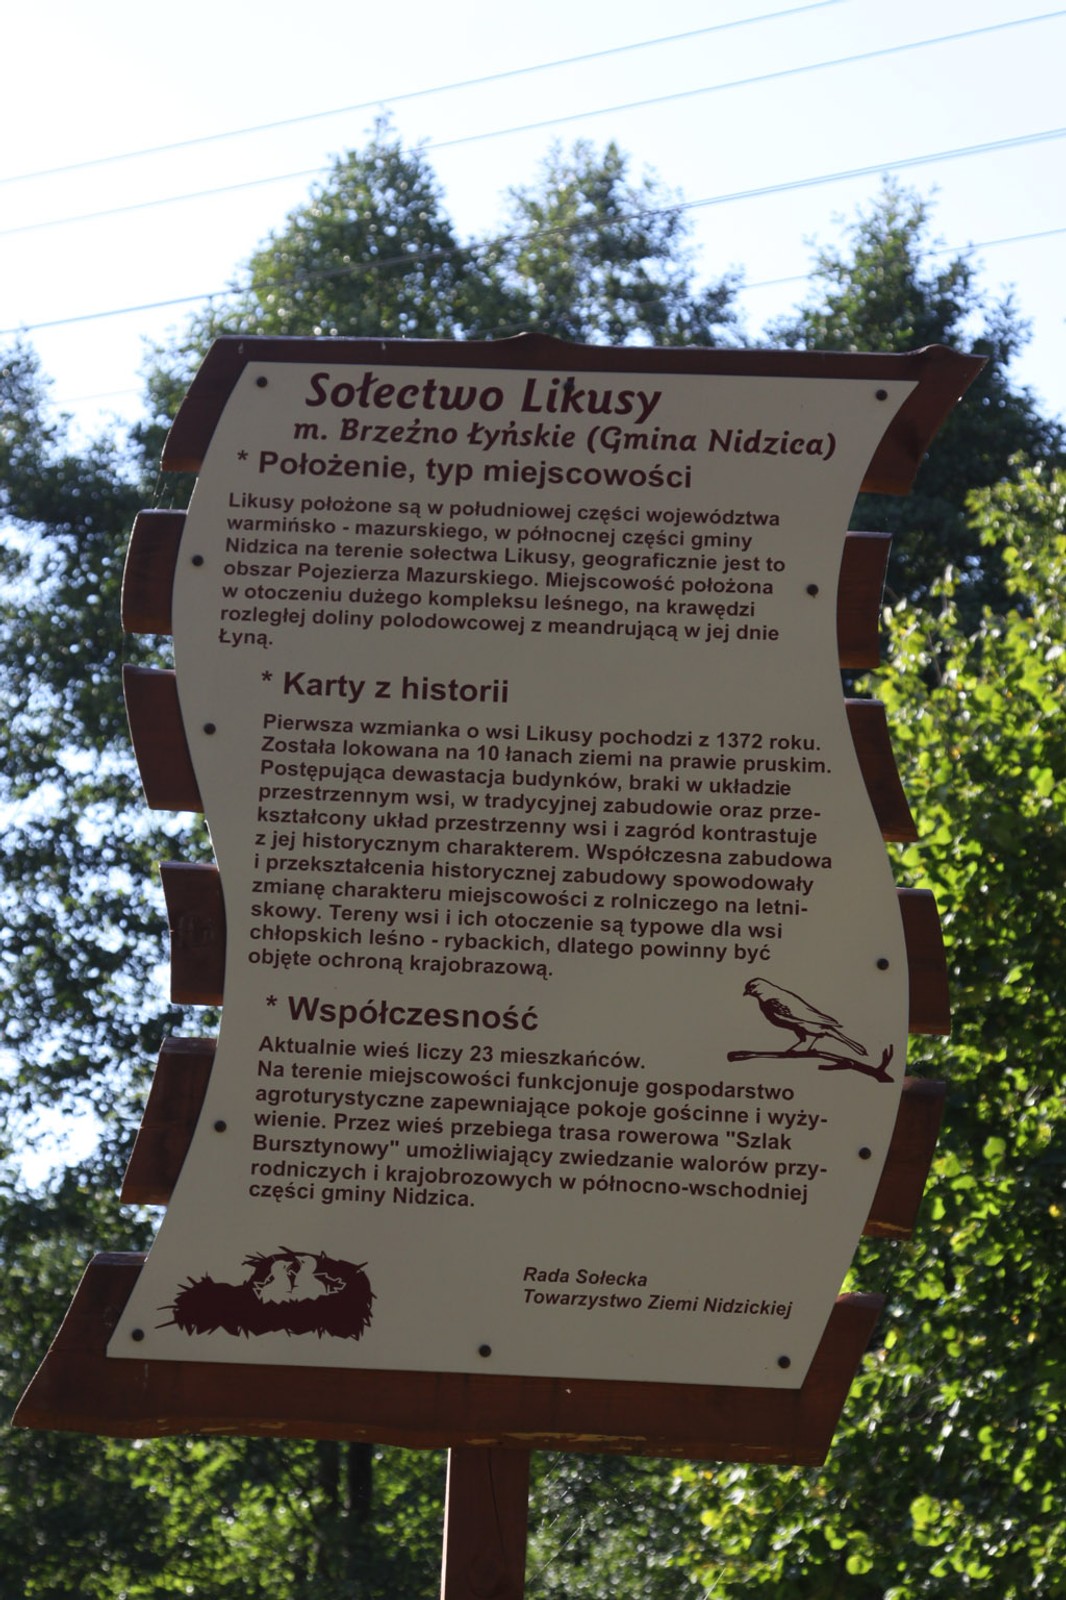 Sołectwo Likusy
m. Brzeźno Łyńskie (Gmina Nidzica)
* Położenie, typ miejscowości
Likusy położone są w południowej części województwa
warmińsko - mazurskiego, w północnej części gminy
Nidzica na terenie sołectwa Likusy, geograficznie jest to
obszar Pojezierza Mazurskiego. Miejscowość położona
w otoczeniu dużego kompleksu leśnego, na krawędzi
rozległej doliny polodowcowej z meandrującą w jej dnie
Łyną.
* Karty z historii
Pierwsza wzmianka o wsi Likusy pochodzi z 1372 roku.
Została lokowana na 10 łanach ziemi na prawie pruskim.
Postępująca dewastacja budynków, braki w układzie
przestrzennym wsi, w tradycyjnej zabudowie oraz prze-
kształcony układ przestrzenny wsi i zagród kontrastuje
z jej historycznym charakterem. Współczesna zabudowa
i przekształcenia historycznej zabudowy spowodowały
zmianę charakteru miejscowości z rolniczego na letni-
skowy. Tereny wsi i ich otoczenie są typowe dla wsi
chłopskich leśno - rybackich, dlatego powinny być
objęte ochroną krajobrazową.
* Współczesność
Aktualnie wieś liczy 23 mieszkańców.
Na terenie miejscowości funkcjonuje gospodarstwo
agroturystyczne zapewniające pokoje gościnne i wyży-
wienie. Przez wieś przebiega trasa rowerowa "Szlak
Bursztynowy" umożliwiający zwiedzanie walorów przy-
rodniczych i krajobrozowych w północno-wschodniej
części gminy Nidzica.
Rada Sołecka
Towarzystwo Ziemi Nidzickiej